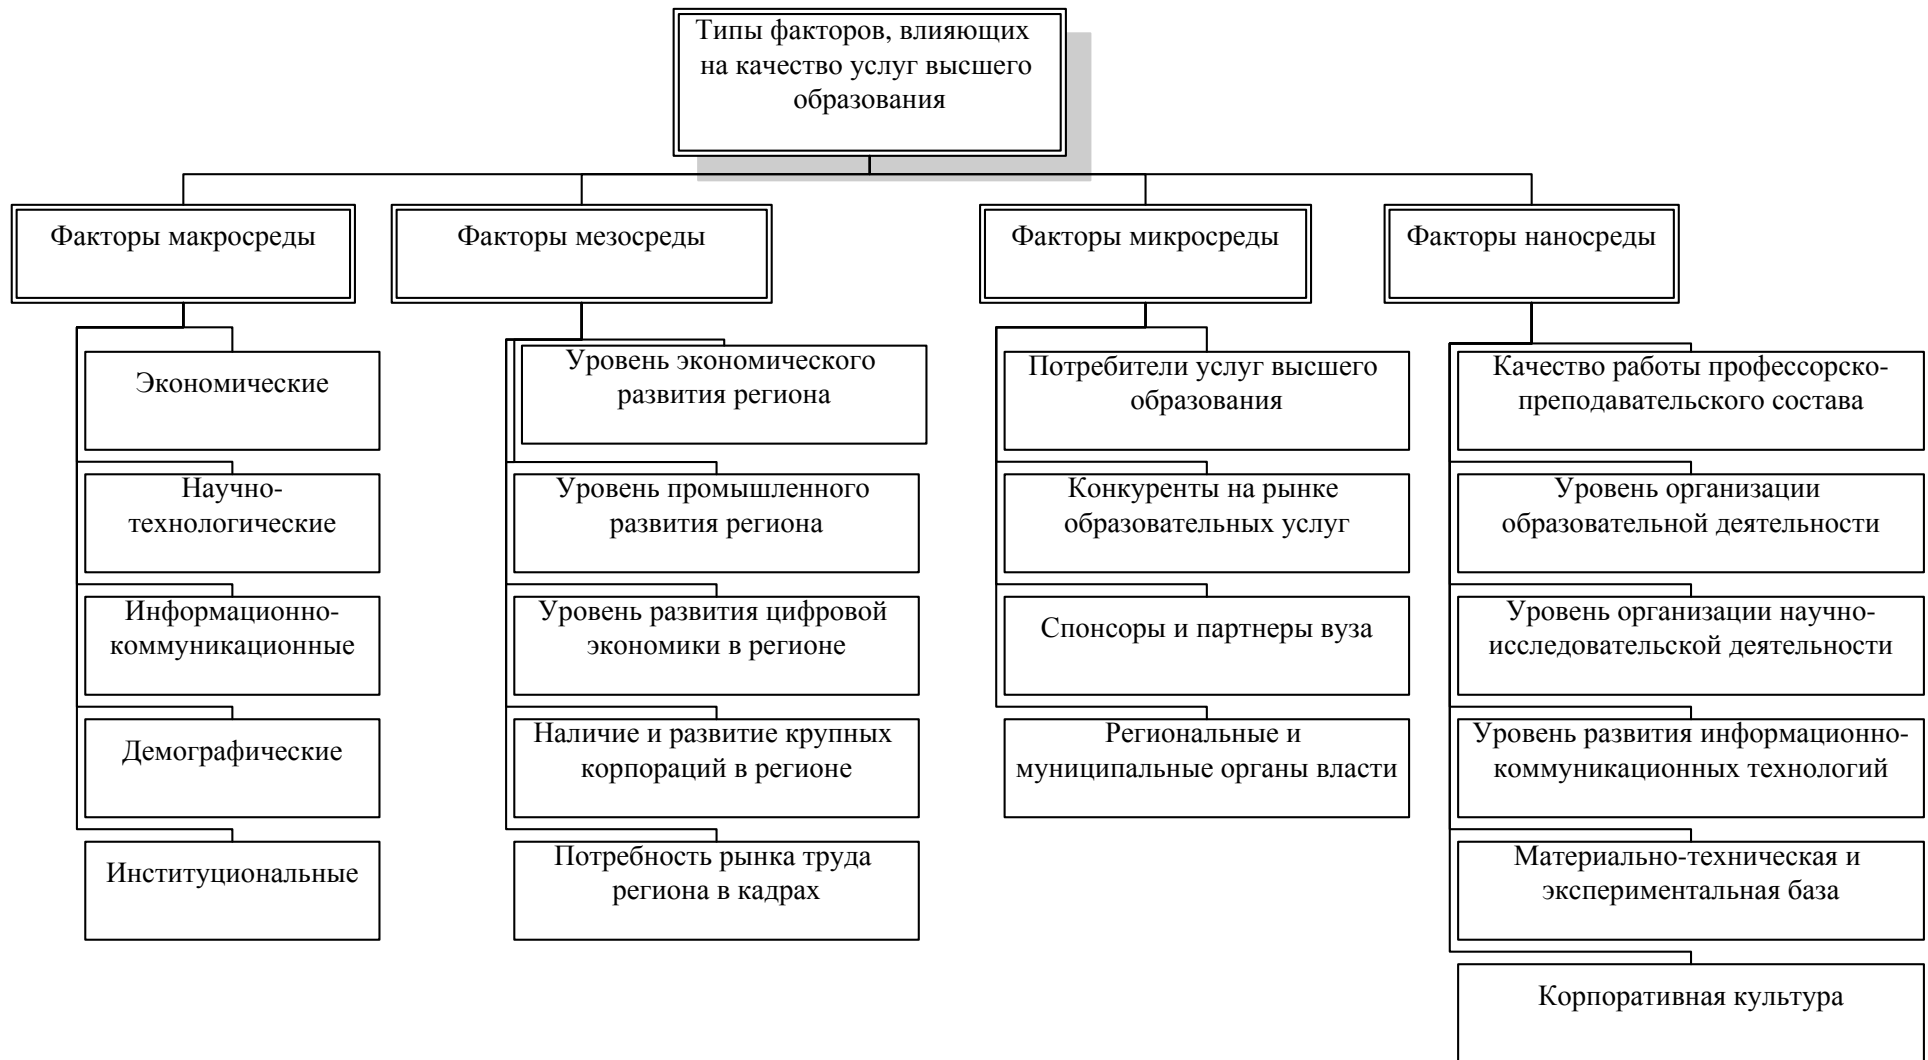 Типы факторов, влияющих
на качество услуг высшего
образования
Факторы макросреды
Факторы мезосреды
Факторы микросреды
Факторы наносреды
Экономические
Научно-
технологические
Информационно-
коммуникационные
Демографические
Институциональные
Уровень экономического
развития региона
Уровень промышленного
развития региона
Уровень развития цифровой
экономики в регионе
Наличие и развитие крупных
корпораций в регионе
Потребность рынка труда
региона в кадрах
Потребители услуг высшего
образования
Конкуренты на рынке
образовательных услуг
Спонсоры и партнеры вуза
Региональные и
муниципальные органы власти
Качество работы профессорско-
преподавательского состава
Уровень организации
образовательной деятельности
Уровень организации научно-
исследовательской деятельности
Уровень развития информационно-
коммуникационных технологий
Материально-техническая и
экспериментальная база
Корпоративная культура